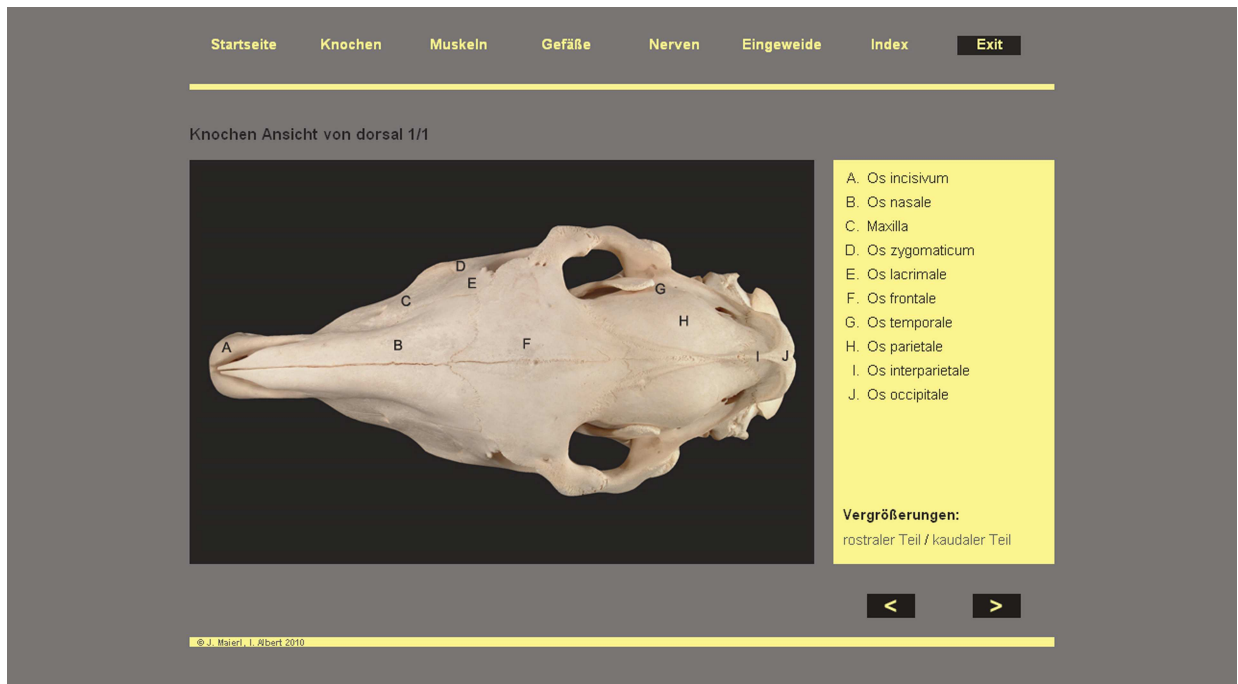 Startseite Knochen Muskeln Gefäße Nerven Eingeweide Index Exit
Knochen Ansicht von dorsal 1/1
A
B
C
D
E
F
G
H
I
J
A. Os incisivum
B. Os nasale
C. Maxilla
D. Os zygomaticum
E. Os lacrimale
F. Os frontale
G. Os temporale
H. Os parietale
I. Os interparietale
J. Os occipitale
Vergrößerungen:
rostraler Teil / kaudaler Teil
< >
© J. Maierl, I. Albert 2010